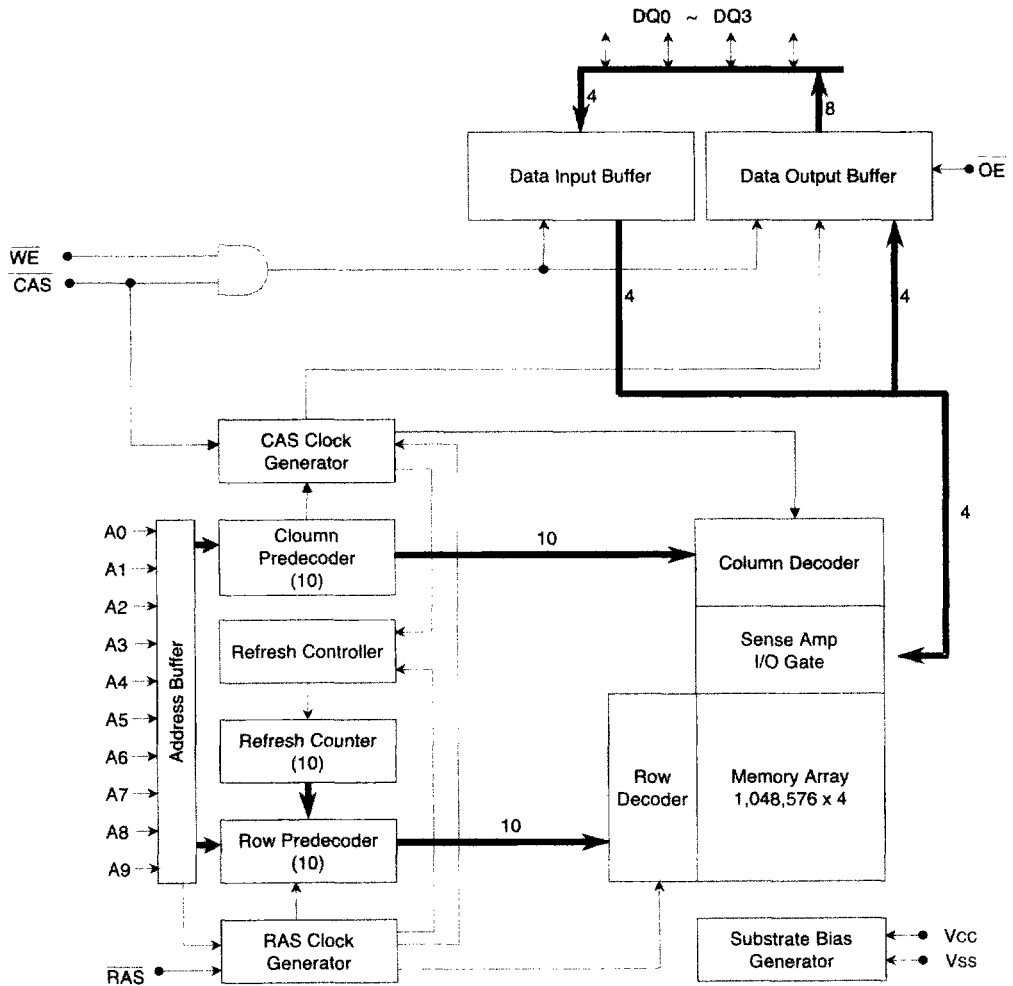 DQ0 ~ DQ3
4
8
Data Input Buffer
Data Output Buffer
OE
WE
CAS
4
4
CAS Clock
Generator
4
A0
A1
A2
A3
A4
A5
A6
A7
A8
A9
Address Buffer
Cloumn
Predecoder
(10)
10
Column Decoder
Refresh Controller
Sense Amp
I/O Gate
Refresh Counter
(10)
Row
Decoder
Memory Array
1,048,576 x 4
Row Predecoder
(10)
10
RAS Clock
Generator
RAS
Substrate Bias
Generator
Vcc
Vss